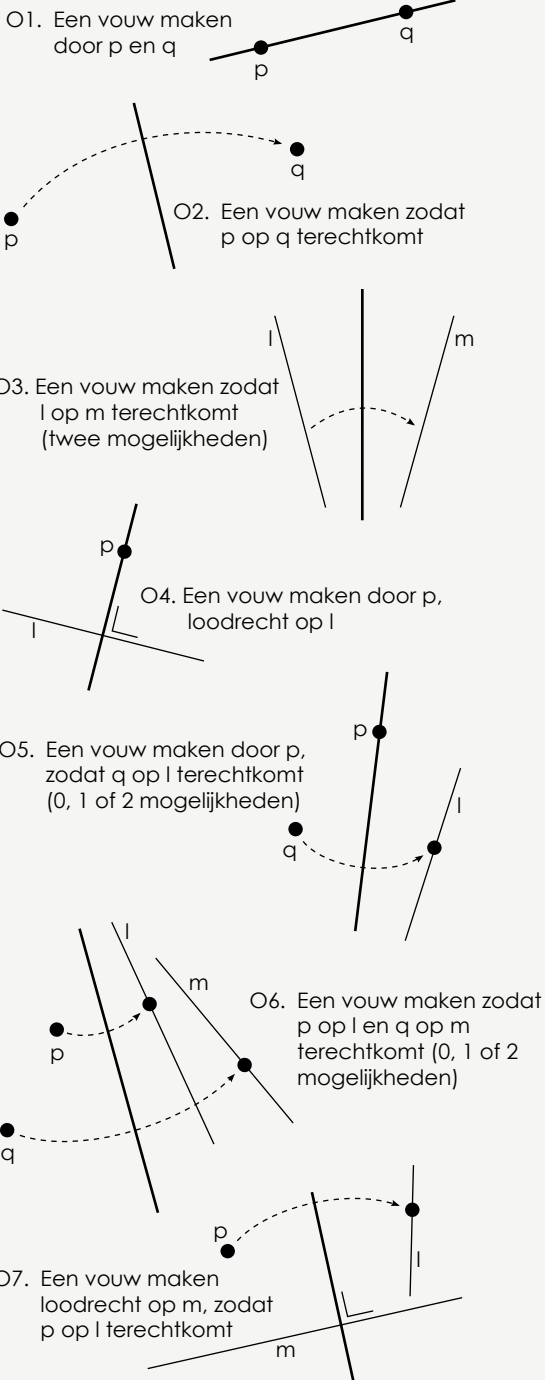 O1. Een vouw maken
door p en q
p
q
p
q
O2. Een vouw maken zodat
p op q terechtkomt
l
m
O3. Een vouw maken zodat
l op m terechtkomt
(twee mogelijkheden)
p
l
O4. Een vouw maken door p,
loodrecht op l
p
O5. Een vouw maken door p,
zodat q op l terechtkomt
(0, 1 of 2 mogelijkheden)
l
q
l
m
p
q
O6. Een vouw maken zodat
p op l en q op m
terechtkomt (0, 1 of 2
mogelijkheden)
p
l
O7. Een vouw maken
loodrecht op m, zodat
p op l terechtkomt
m